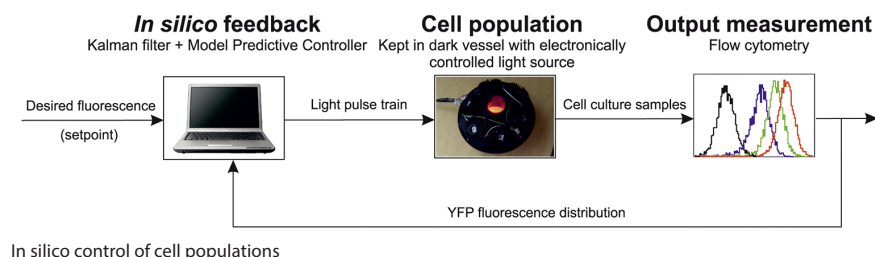 In silico feedback
Kalman filter + Model Predictive Controller
Cell population
Kept in dark vessel with electronically
controlled light source
Output measurement
Flow cytometry
Desired fluorescence
(setpoint)
Light pulse train
Cell culture samples
YFP fluorescence distribution
In silico control of cell populations